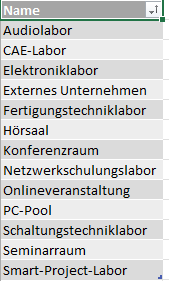 Name
Audiolabor
CAE-Labor
Elektroniklabor
Externes Unternehmen
Fertigungstechniklabor
Hörsaal
Konferenzraum
Netzwerkschulungslabor
Onlineveranstaltung
PC-Pool
Schaltungstechniklabor
Seminarraum
Smart-Project-Labor